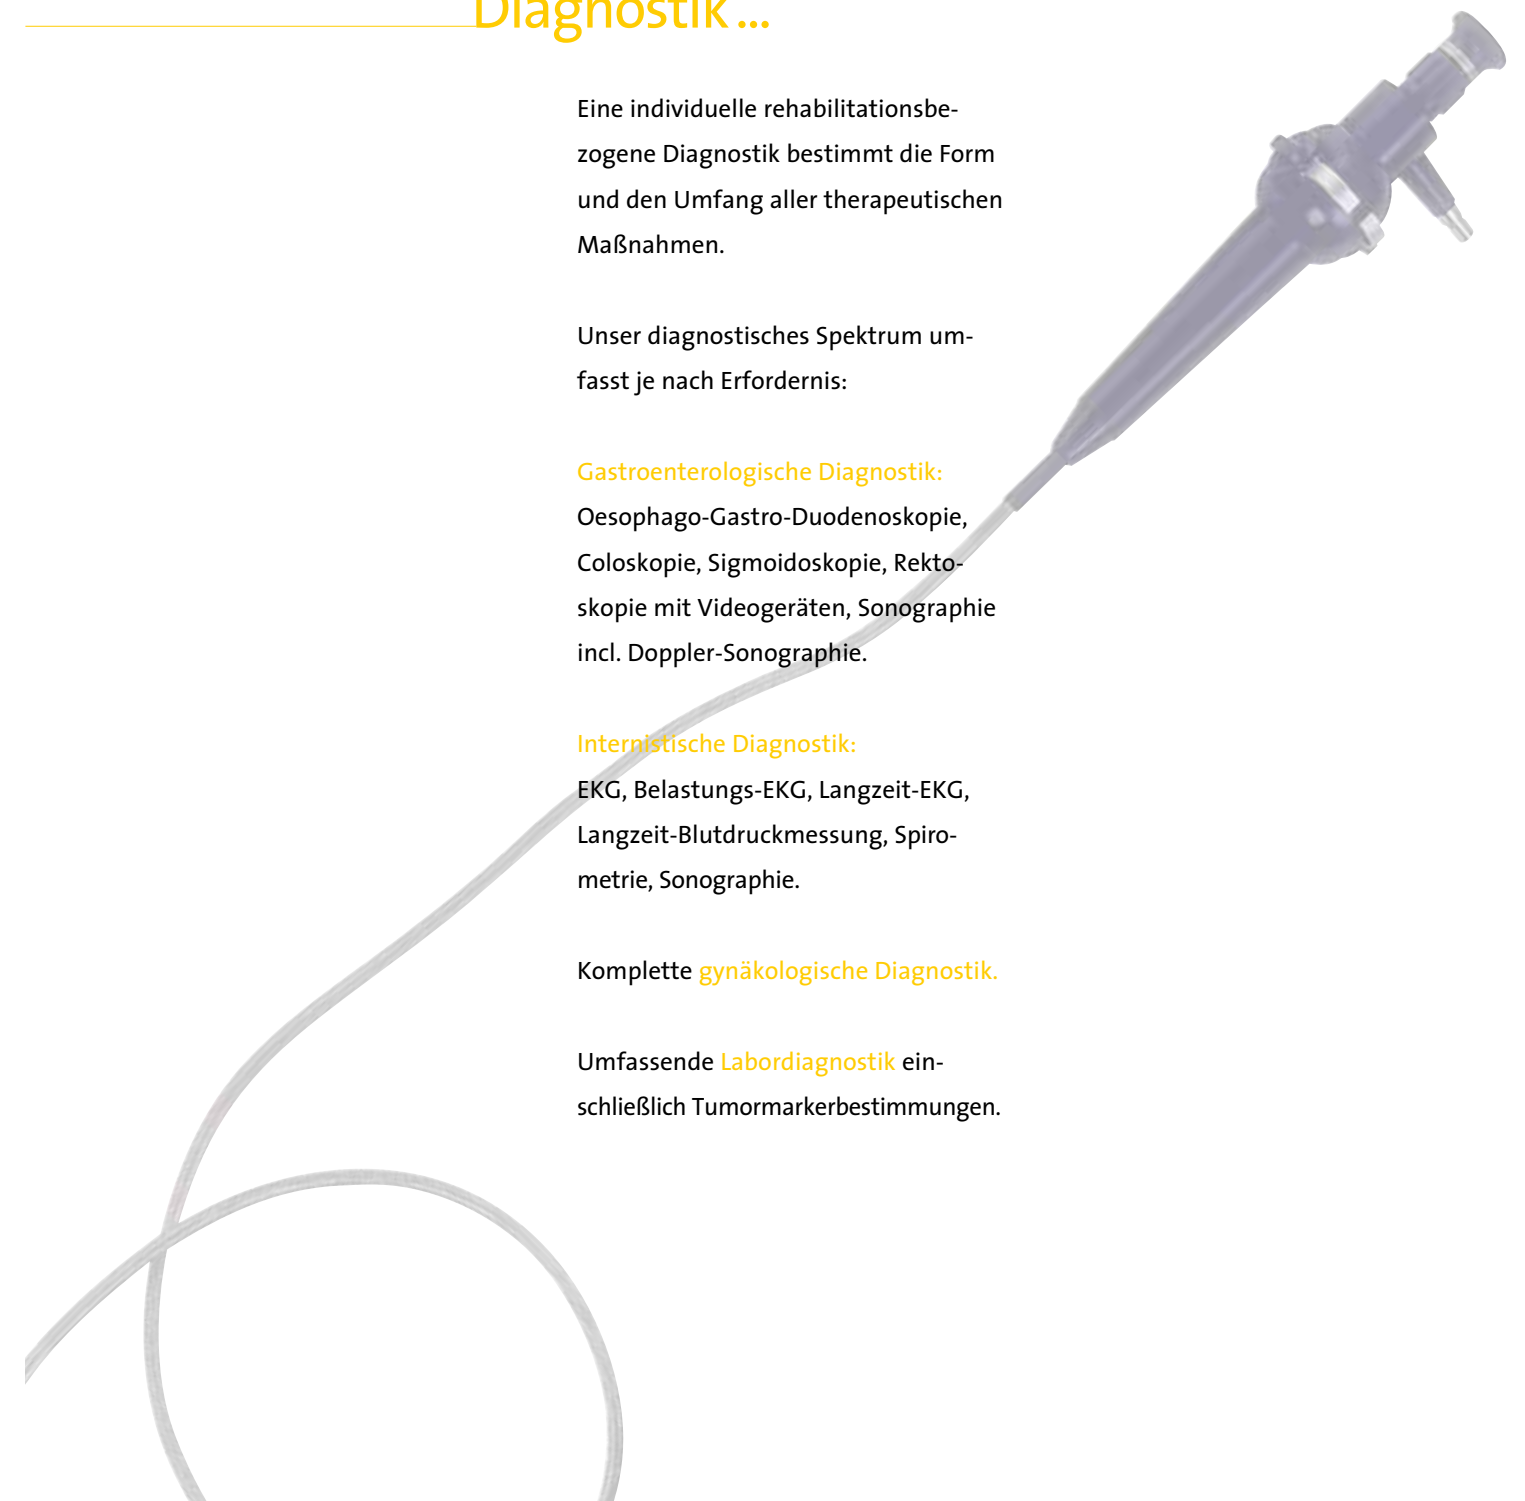 Diagnostik ...
Eine individuelle rehabilitationsbe-
zogene Diagnostik bestimmt die Form
und den Umfang aller therapeutischen
Maßnahmen.
Unser diagnostisches Spektrum um-
fasst je nach Erfordernis:
Gastroenterologische Diagnostik:
Oesophago-Gastro-Duodenoskopie,
Coloskopie, Sigmoidoskopie, Rekto-
skopie mit Videogeräten, Sonographie
incl. Doppler-Sonographie.
Internistische Diagnostik:
EKG, Belastungs-EKG, Langzeit-EKG,
Langzeit-Blutdruckmessung, Spiro-
metrie, Sonographie.
Komplette gynäkologische Diagnostik.
Umfassende Labordiagnostik ein-
schließlich Tumormarkerbestimmungen.